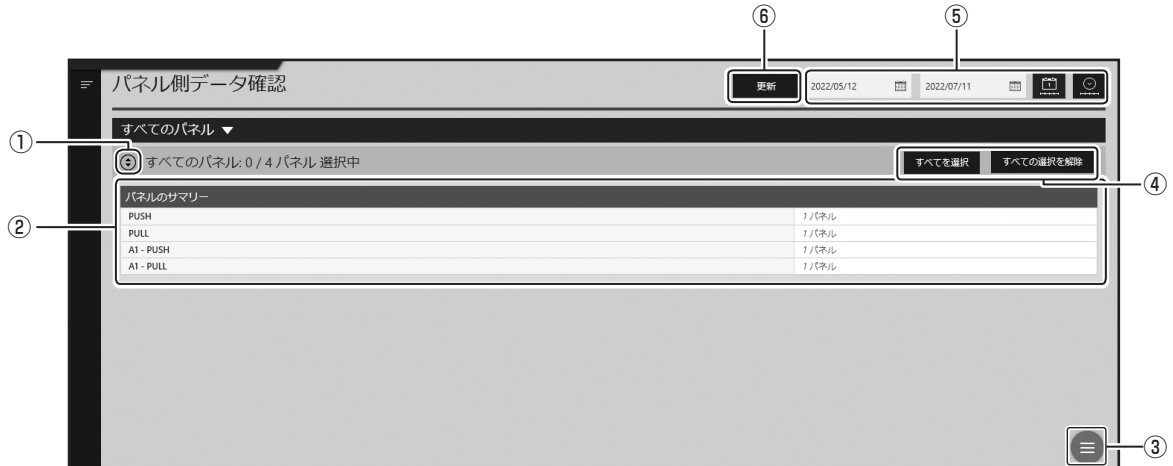 ⑥ ⑤
パネル側データ確認 更新 2022/05/12 2022/07/11
すべてのパネル ▼
①
すべてのパネル: 0 / 4 パネル 選択中 すべてを選択 すべての選択を解除
④
パネルのサマリー
②
PUSH 1 パネル
PULL 1 パネル
A1 - PUSH 1 パネル
A1 - PULL 1 パネル
③